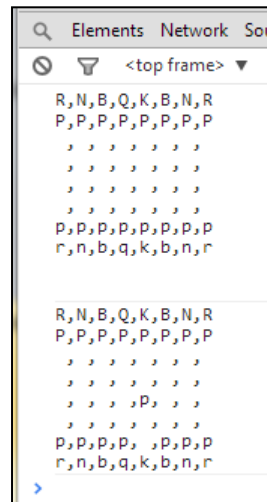 Elements Network Sou
<top frame> ▼
R,N,B,Q,K,B,N,R
P,P,P,P,P,P,P,P
 , , , , , , ,
 , , , , , , ,
 , , , , , , ,
 , , , , , , ,
p,p,p,p,p,p,p,p
r,n,b,q,k,b,n,r
R,N,B,Q,K,B,N,R
P,P,P,P,P,P,P,P
 , , , , , , ,
 , , , , , , ,
 , , , ,p, , ,
 , , , , , , ,
p,p,p,p, ,p,p,p
r,n,b,q,k,b,n,r
>